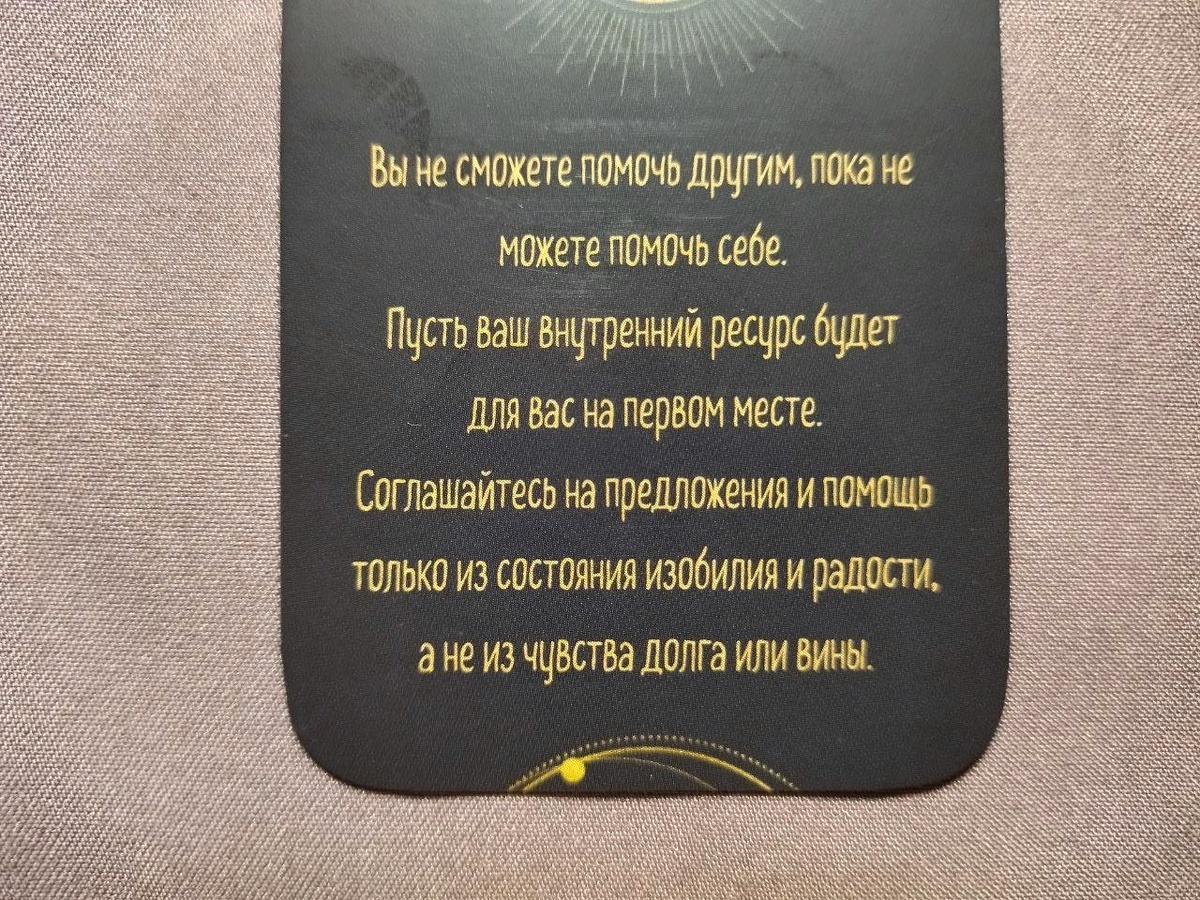 Вы не сможете помочь другим, пока не
можете помочь себе.
Пусть ваш внутренний ресурс будет
для вас на первом месте.
Соглашайтесь на предложения и помощь
только из состояния изобилия и радости,
а не из чувства долга или вины.